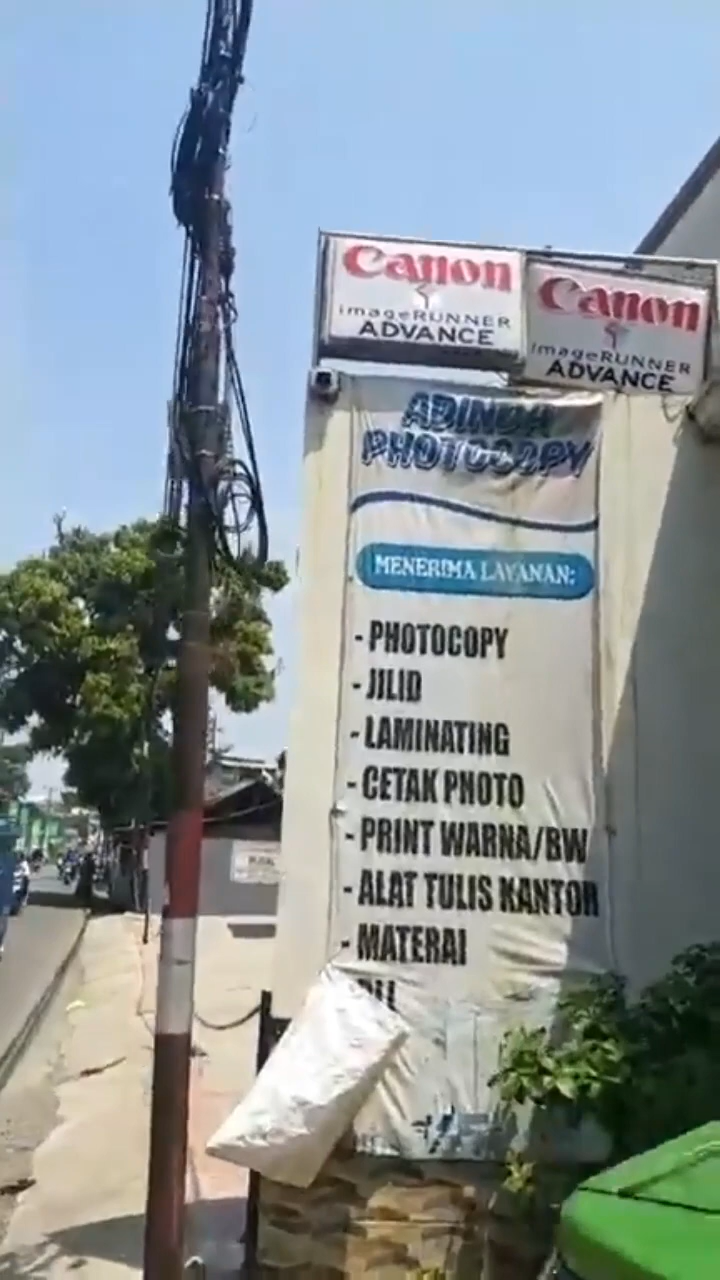 Canon
imageRUNNER
ADVANCE
Canon
imageRUNNER
ADVANCE
ADINDA
PHOTOCOPY
MENERIMA LAYANAN:
- PHOTOCOPY
- JILID
- LAMINATING
- CETAK PHOTO
- PRINT WARNA/BW
- ALAT TULIS KANTOR
- MATERAI
DLL